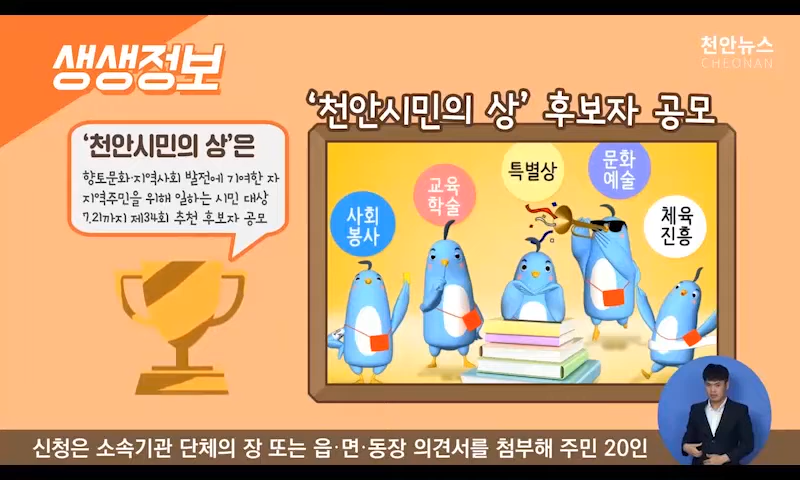 생생정보
천안뉴스
CHEONAN
‘천안시민의 상’ 후보자 공모
‘천안시민의 상’은
향토문화·지역사회 발전에 기여한 자
지역주민을 위해 일하는 시민 대상
7.21까지 제34회 추천 후보자 공모
사회
봉사
교육
학술
특별상
문화
예술
체육
진흥
신청은 소속기관 단체의 장 또는 읍·면·동장 의견서를 첨부해 주민 20인